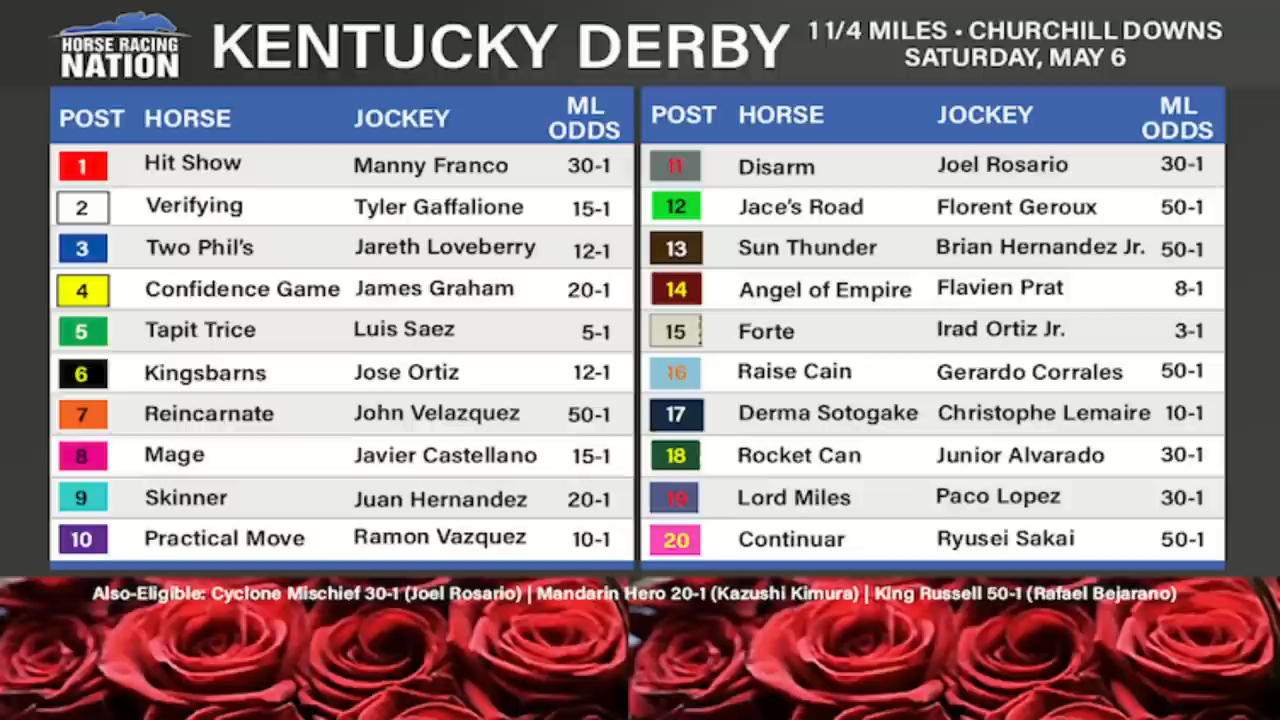 HORSE RACING
NATION
KENTUCKY DERBY
1 1/4 MILES • CHURCHILL DOWNS
SATURDAY, MAY 6
POST HORSE JOCKEY ML ODDS
1 Hit Show Manny Franco 30-1
2 Verifying Tyler Gaffalione 15-1
3 Two Phil's Jareth Loveberry 12-1
4 Confidence Game James Graham 20-1
5 Tapit Trice Luis Saez 5-1
6 Kingsbarns Jose Ortiz 12-1
7 Reincarnate John Velazquez 50-1
8 Mage Javier Castellano 15-1
9 Skinner Juan Hernandez 20-1
10 Practical Move Ramon Vazquez 10-1
POST HORSE JOCKEY ML ODDS
11 Disarm Joel Rosario 30-1
12 Jace's Road Florent Geroux 50-1
13 Sun Thunder Brian Hernandez Jr. 50-1
14 Angel of Empire Flavien Prat 8-1
15 Forte Irad Ortiz Jr. 3-1
16 Raise Cain Gerardo Corrales 50-1
17 Derma Sotogake Christophe Lemaire 10-1
18 Rocket Can Junior Alvarado 30-1
19 Lord Miles Paco Lopez 30-1
20 Continuar Ryusei Sakai 50-1
Also-Eligible: Cyclone Mischief 30-1 (Joel Rosario) | Mandarin Hero 20-1 (Kazushi Kimura) | King Russell 50-1 (Rafael Bejarano)